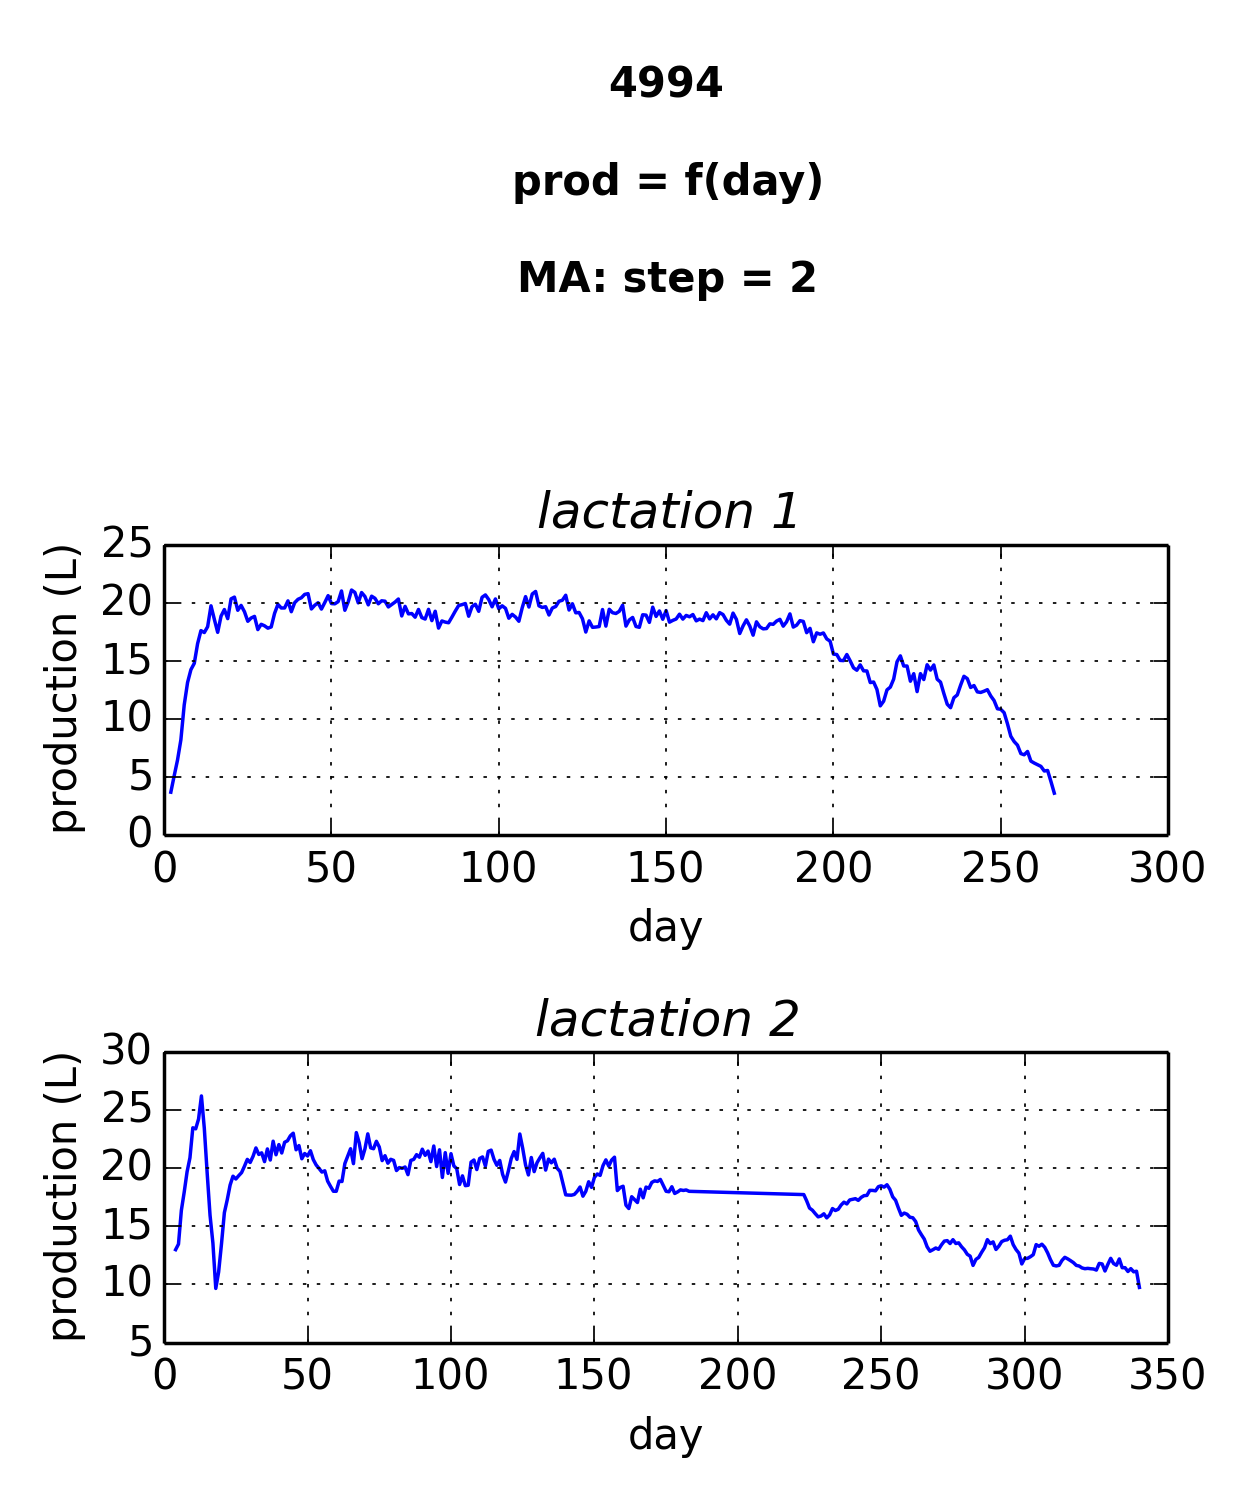 4994
prod = f(day)
MA: step = 2
lactation 1
production (L)
25
20
15
10
5
0
0 50 100 150 200 250 300
day
lactation 2
production (L)
30
25
20
15
10
5
0 50 100 150 200 250 300 350
day